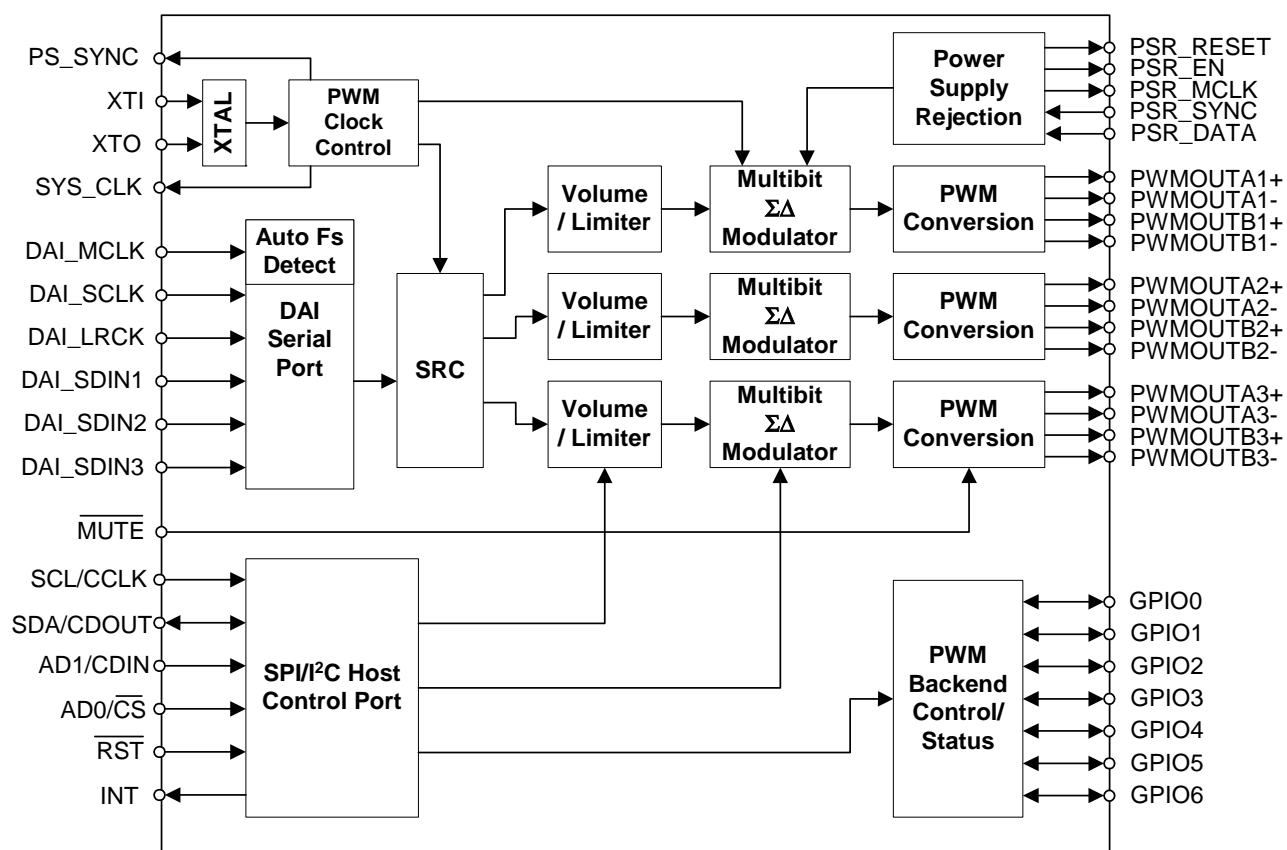 PS_SYNC
XTI
XTO
SYS_CLK
DAI_MCLK
DAI_SCLK
DAI_LRCK
DAI_SDIN1
DAI_SDIN2
DAI_SDIN3
MUTE
SCL/CCLK
SDA/CDOUT
AD1/CDIN
AD0/CS
RST
INT
XTAL
PWM
Clock
Control
Auto Fs
Detect
DAI
Serial
Port
SRC
Volume
/ Limiter
Multibit
ΣΔ
Modulator
PWM
Conversion
Volume
/ Limiter
Multibit
ΣΔ
Modulator
PWM
Conversion
Volume
/ Limiter
Multibit
ΣΔ
Modulator
PWM
Conversion
Power
Supply
Rejection
SPI/I²C Host
Control Port
PWM
Backend
Control/
Status
PSR_RESET
PSR_EN
PSR_MCLK
PSR_SYNC
PSR_DATA
PWMOUTA1+
PWMOUTA1-
PWMOUTB1+
PWMOUTB1-
PWMOUTA2+
PWMOUTA2-
PWMOUTB2+
PWMOUTB2-
PWMOUTA3+
PWMOUTA3-
PWMOUTB3+
PWMOUTB3-
GPIO0
GPIO1
GPIO2
GPIO3
GPIO4
GPIO5
GPIO6